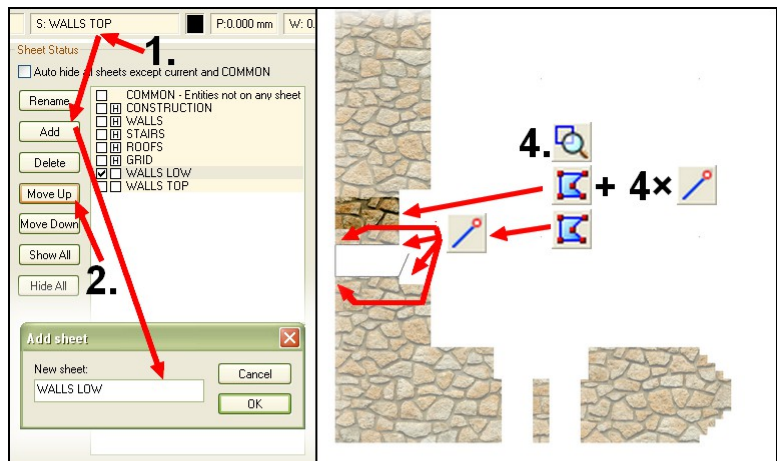 S: WALLS TOP P:0.000 mm W: 0.
1.
Sheet Status
Auto hide all sheets except current and COMMON
Rename
Add
Delete
Move Up
Move Down
Show All
Hide All
COMMON - Entities not on any sheet
H CONSTRUCTION
H WALLS
H STAIRS
H ROOFS
H GRID
WALLS LOW
WALLS TOP
2.
Add sheet
New sheet:
WALLS LOW
Cancel
OK
4.
+ 4×